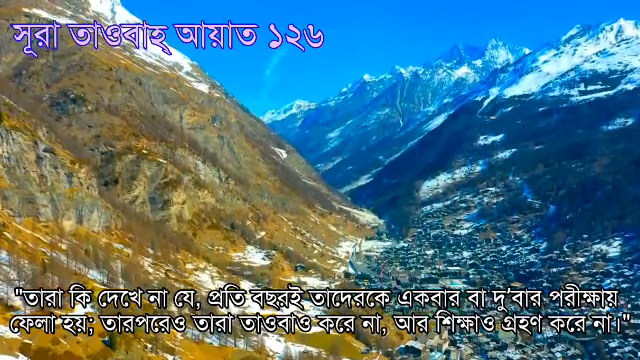 সূরা তাওবাহ্ আয়াত ১২৬
"তারা কি দেখে না যে, প্রতি বছরই তাদেরকে একবার বা দু'বার পরীক্ষায়
ফেলা হয়; তারপরেও তারা তাওবাও করে না, আর শিক্ষাও গ্রহণ করে না।"